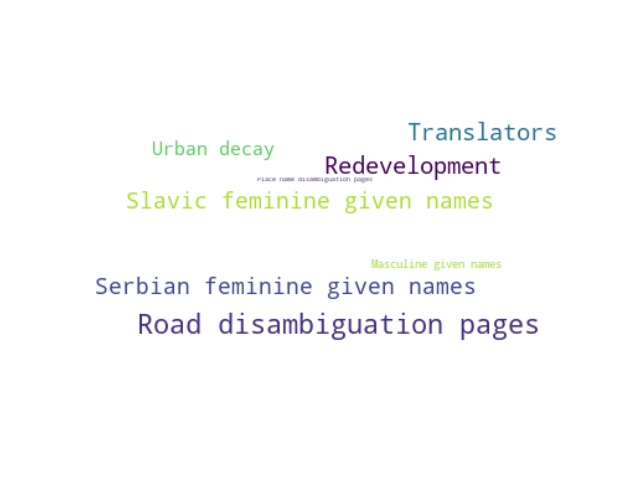 Translators
Urban decay
Redevelopment
Place name disambiguation pages
Slavic feminine given names
Masculine given names
Serbian feminine given names
Road disambiguation pages